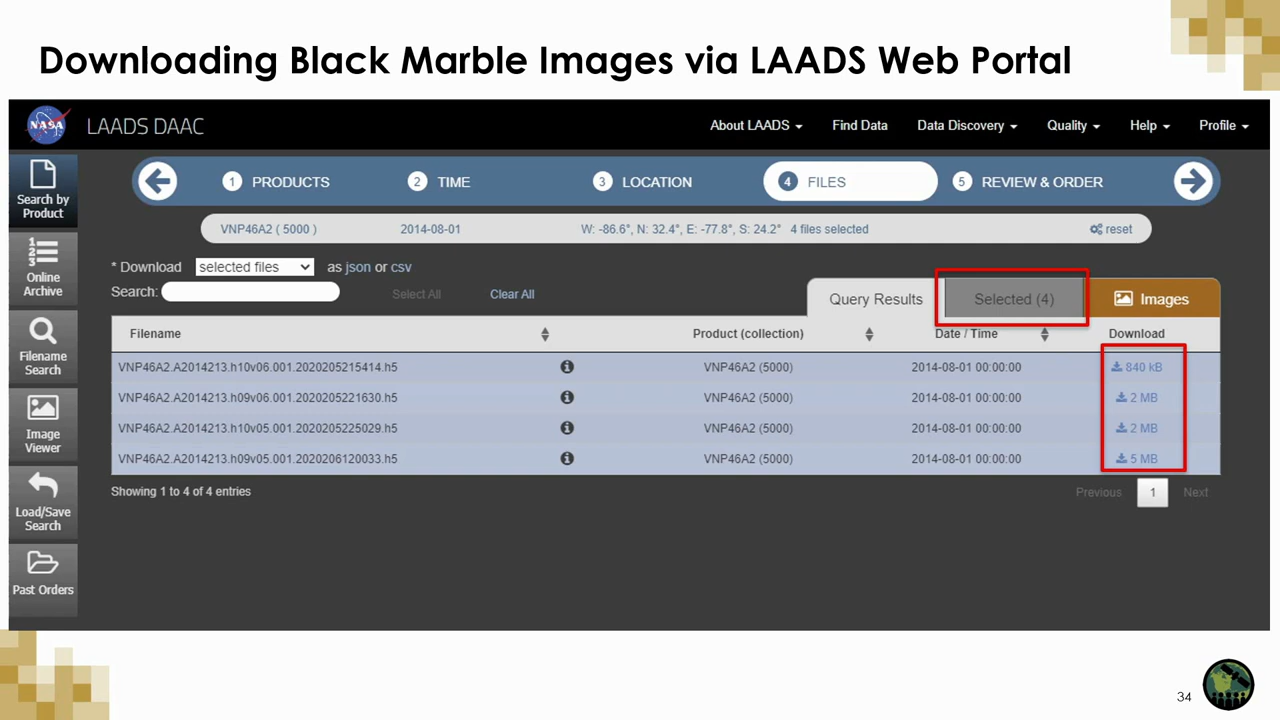 Downloading Black Marble Images via LAADS Web Portal
NASA LAADS DAAC About LAADS Find Data Data Discovery Quality Help Profile
Search by Product
Online Archive
Filename Search
Image Viewer
Load/Save Search
Past Orders
1 PRODUCTS 2 TIME 3 LOCATION 4 FILES 5 REVIEW & ORDER
VNP46A2 ( 5000 ) 2014-08-01 W: -86.6°, N: 32.4°, E: -77.8°, S: 24.2° 4 files selected reset
* Download selected files as json or csv
Search: Select All Clear All
Query Results Selected (4) Images
Filename Product (collection) Date / Time Download
VNP46A2.A2014213.h10v06.001.2020205215414.h5 VNP46A2 (5000) 2014-08-01 00:00:00 840 kB
VNP46A2.A2014213.h09v06.001.2020205221630.h5 VNP46A2 (5000) 2014-08-01 00:00:00 2 MB
VNP46A2.A2014213.h10v05.001.2020205225029.h5 VNP46A2 (5000) 2014-08-01 00:00:00 2 MB
VNP46A2.A2014213.h09v05.001.2020206120033.h5 VNP46A2 (5000) 2014-08-01 00:00:00 5 MB
Showing 1 to 4 of 4 entries Previous 1 Next
34